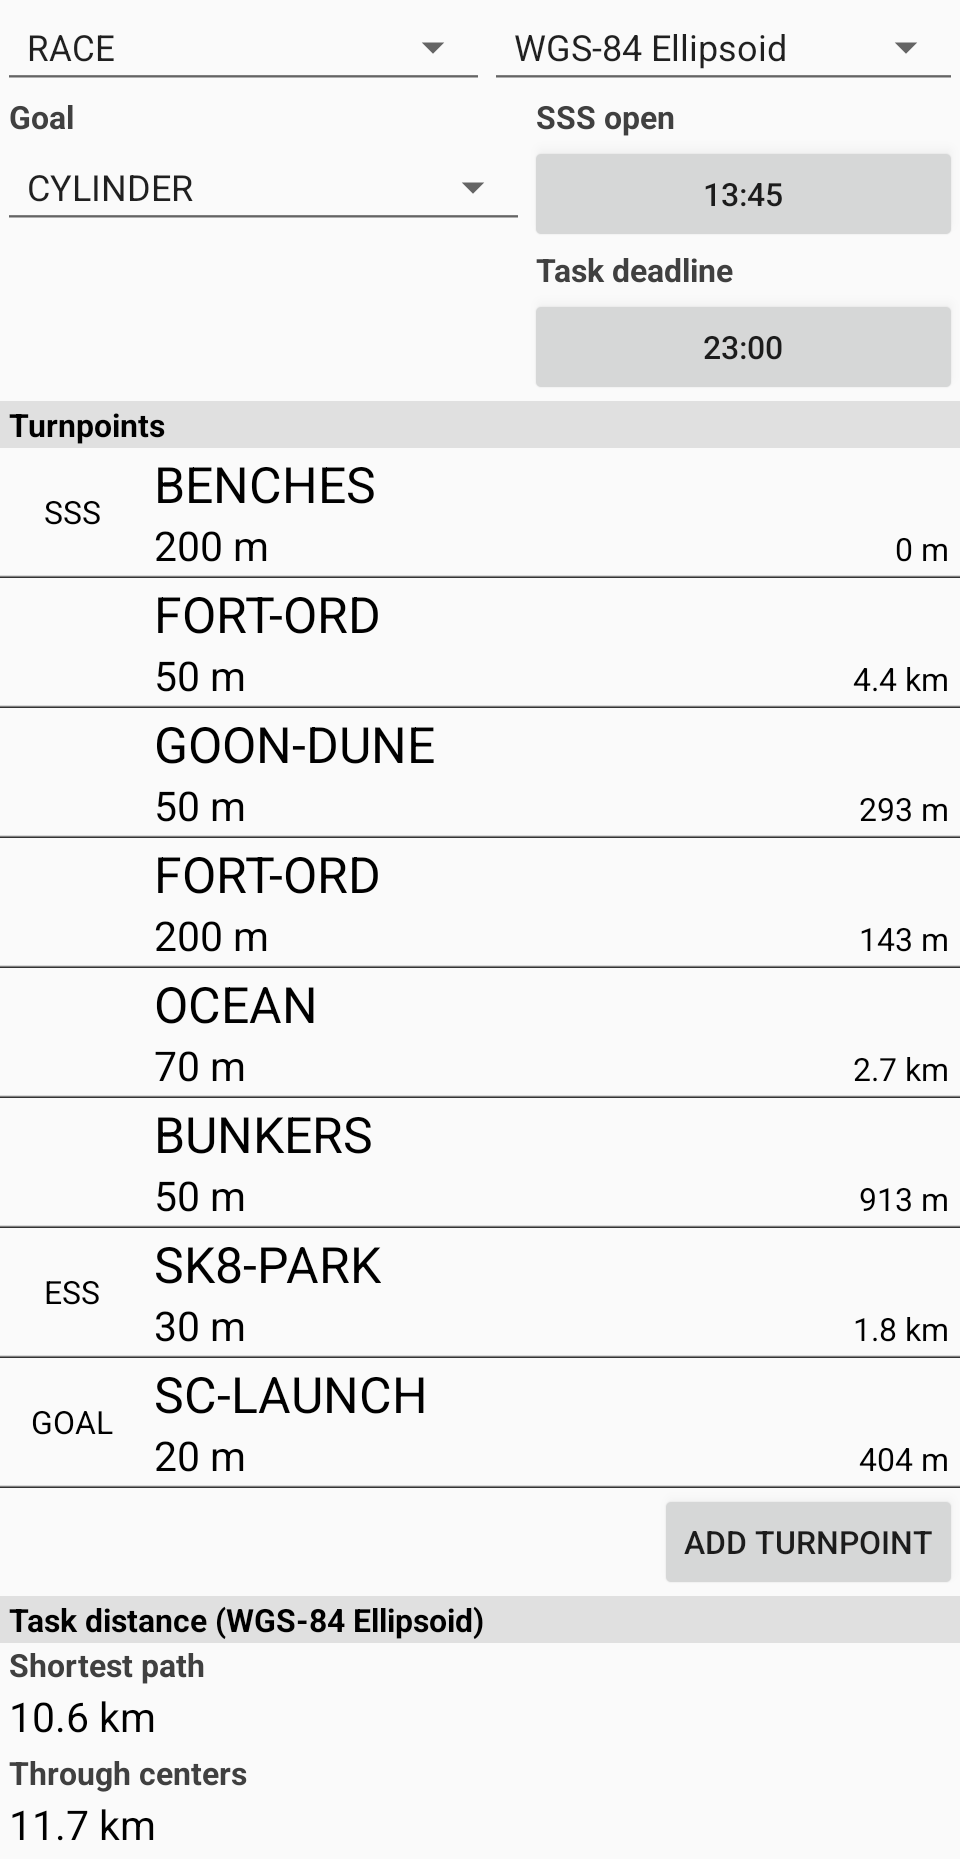 RACE
WGS-84 Ellipsoid
Goal
SSS open
CYLINDER
13:45
Task deadline
23:00
Turnpoints
SSS
BENCHES
200 m
0 m
FORT-ORD
50 m
4.4 km
GOON-DUNE
50 m
293 m
FORT-ORD
200 m
143 m
OCEAN
70 m
2.7 km
BUNKERS
50 m
913 m
ESS
SK8-PARK
30 m
1.8 km
GOAL
SC-LAUNCH
20 m
404 m
ADD TURNPOINT
Task distance (WGS-84 Ellipsoid)
Shortest path
10.6 km
Through centers
11.7 km